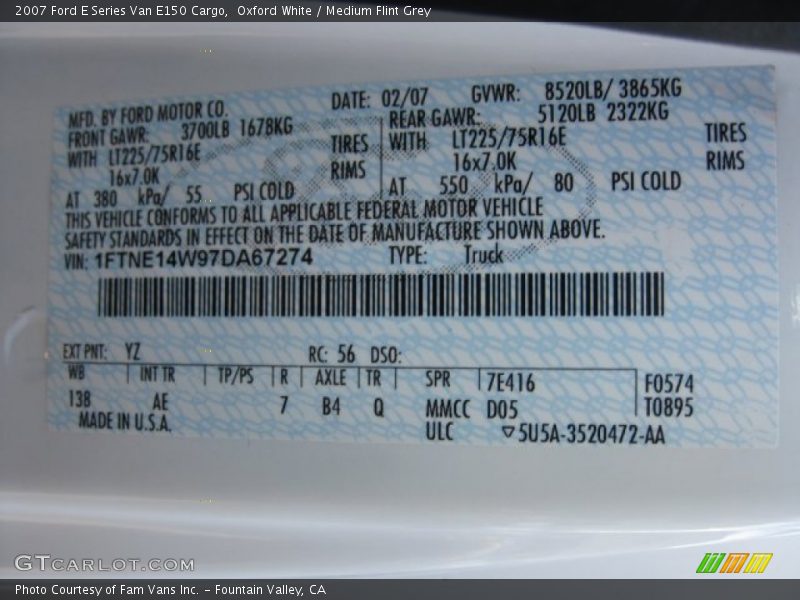 2007 Ford E Series Van E150 Cargo,  Oxford White / Medium Flint Grey
MFD. BY FORD MOTOR CO.
DATE: 02/07 GVWR: 8520LB/ 3865KG
FRONT GAWR: 3700LB 1678KG
REAR GAWR: 5120LB 2322KG
WITH LT225/75R16E TIRES
WITH LT225/75R16E TIRES
16x7.0K RIMS
16x7.0K RIMS
AT 380 kPa/ 55 PSI COLD
AT 550 kPa/ 80 PSI COLD
THIS VEHICLE CONFORMS TO ALL APPLICABLE FEDERAL MOTOR VEHICLE
SAFETY STANDARDS IN EFFECT ON THE DATE OF MANUFACTURE SHOWN ABOVE.
VIN: 1FTNE14W97DA67274 TYPE: Truck
EXT PNT: YZ RC: 56 DSO:
WB INT TR TP/PS R AXLE TR SPR 7E416 F0574
138 AE 7 B4 Q MMCC D05 T0895
MADE IN U.S.A. ULC ▽5U5A-3520472-AA
GTCARLOT.COM
Photo Courtesy of Fam Vans Inc. – Fountain Valley, CA